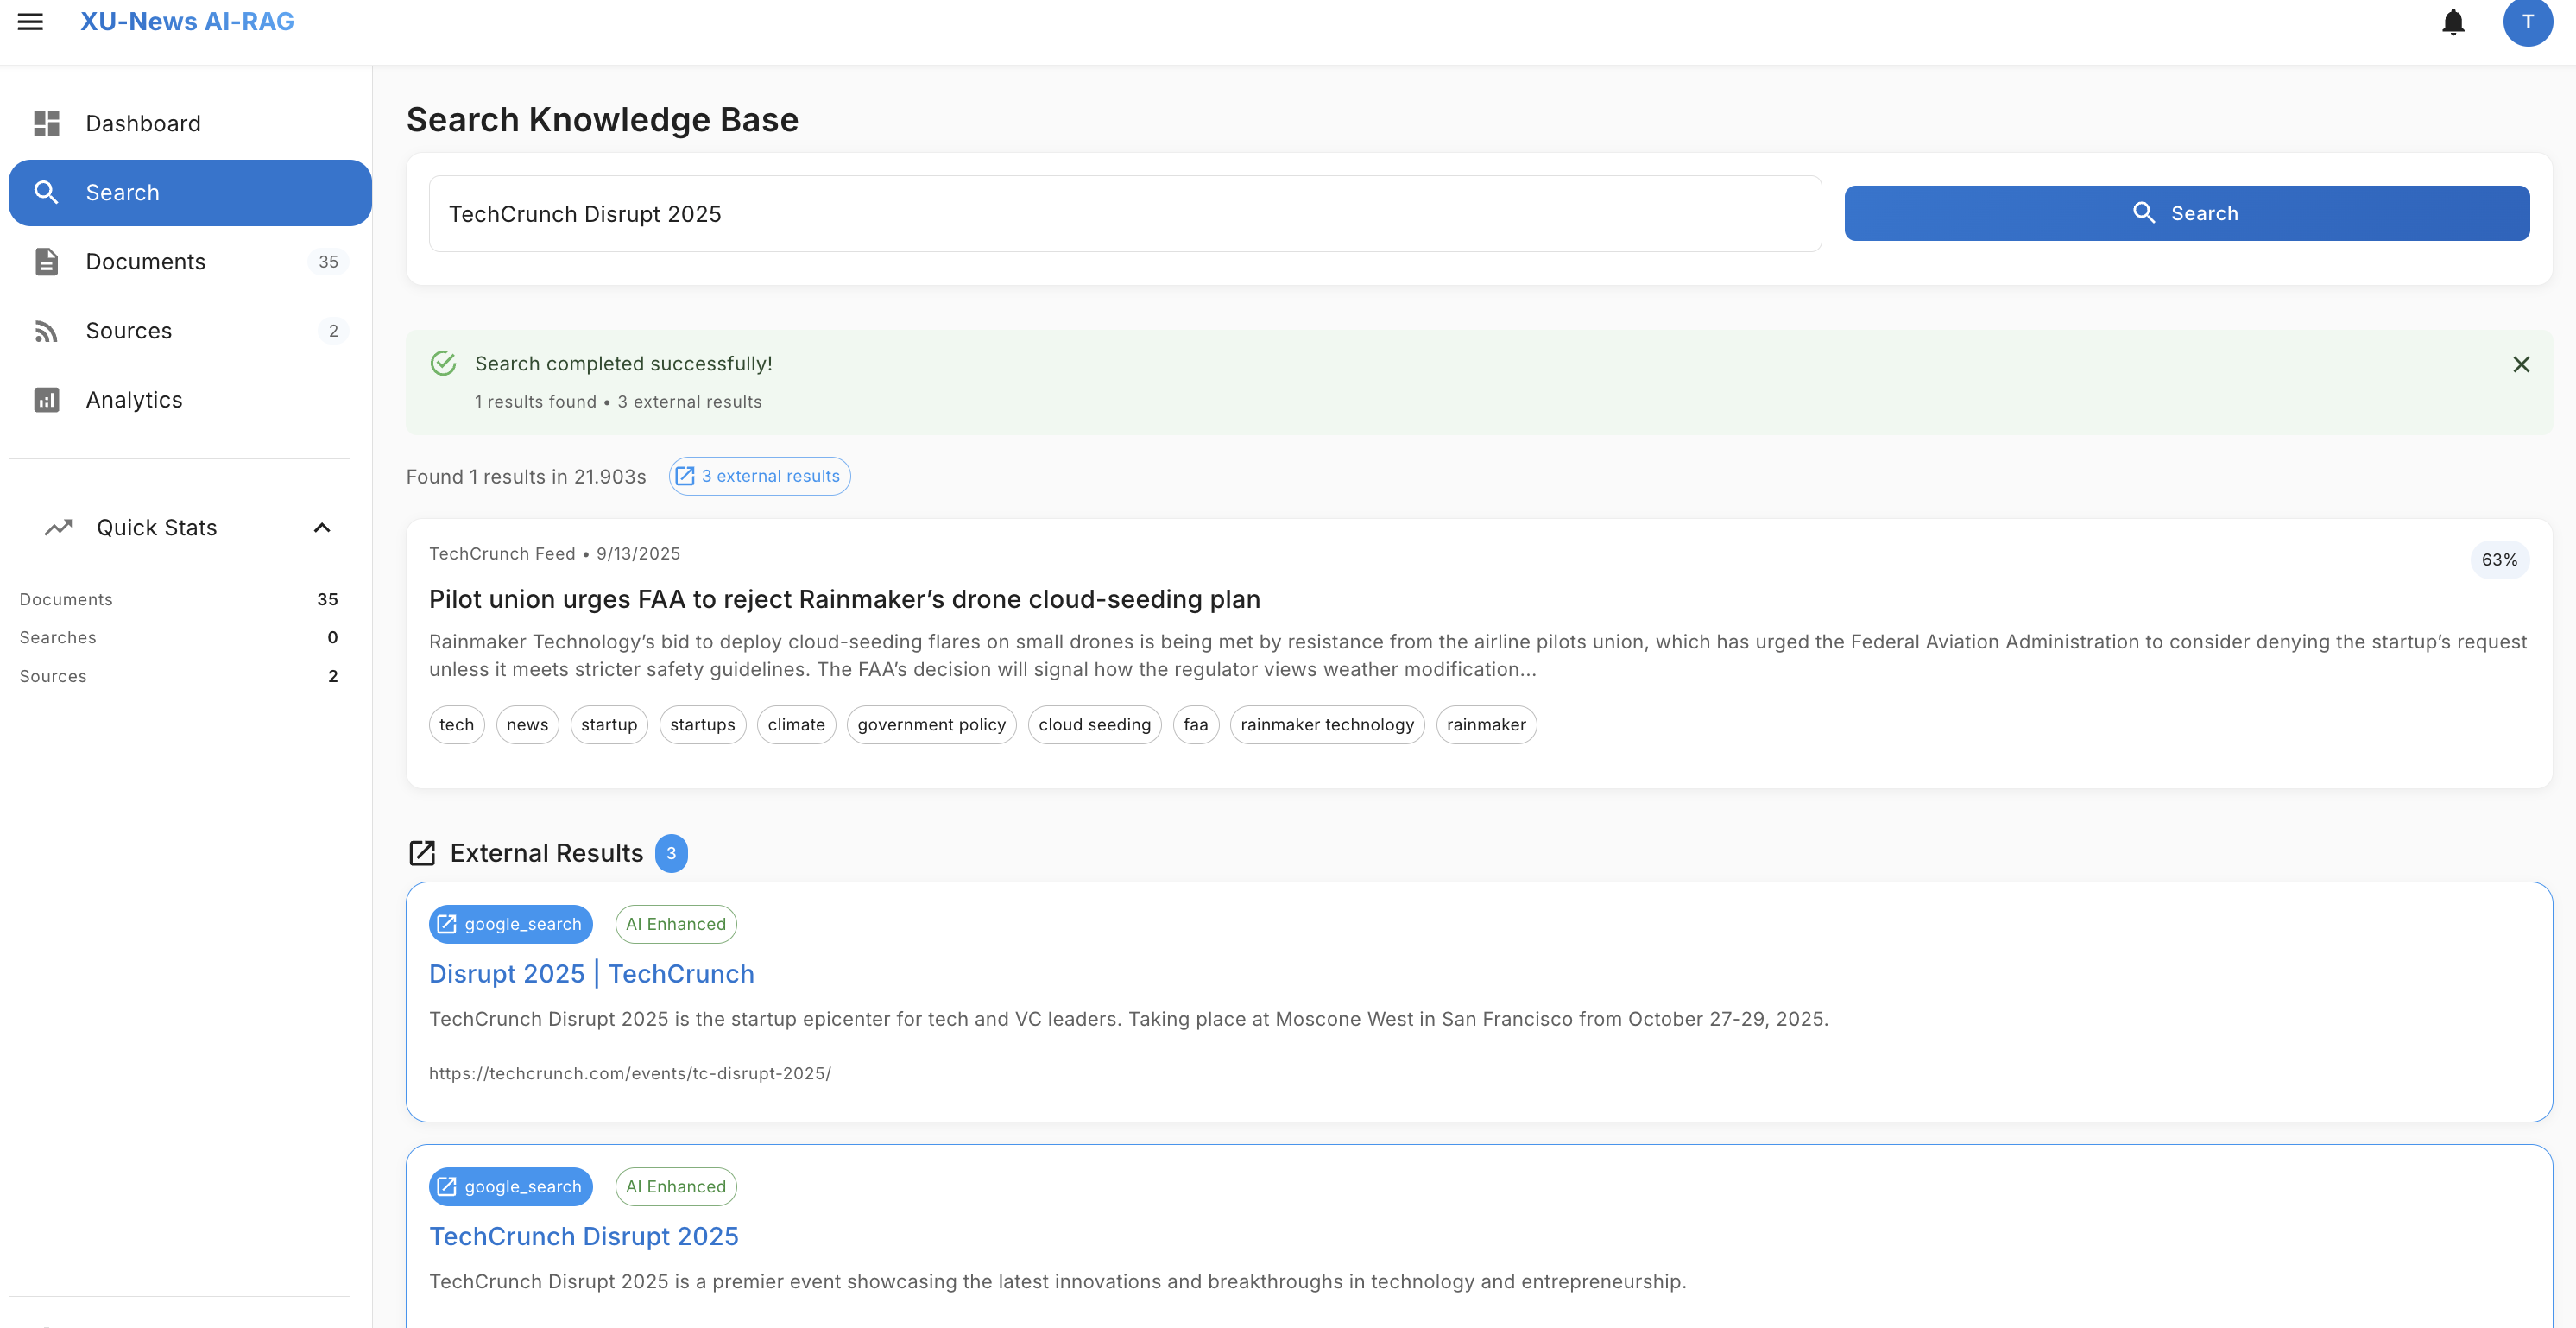 XU-News AI-RAG
T
Dashboard
Search
Documents 35
Sources 2
Analytics
Quick Stats
Documents 35
Searches 0
Sources 2
Search Knowledge Base
TechCrunch Disrupt 2025
Search
Search completed successfully!
1 results found • 3 external results
Found 1 results in 21.903s
3 external results
TechCrunch Feed • 9/13/2025
63%
Pilot union urges FAA to reject Rainmaker’s drone cloud-seeding plan
Rainmaker Technology’s bid to deploy cloud-seeding flares on small drones is being met by resistance from the airline pilots union, which has urged the Federal Aviation Administration to consider denying the startup’s request
unless it meets stricter safety guidelines. The FAA’s decision will signal how the regulator views weather modification...
tech news startup startups climate government policy cloud seeding faa rainmaker technology rainmaker
External Results 3
google_search AI Enhanced
Disrupt 2025 | TechCrunch
TechCrunch Disrupt 2025 is the startup epicenter for tech and VC leaders. Taking place at Moscone West in San Francisco from October 27-29, 2025.
https://techcrunch.com/events/tc-disrupt-2025/
google_search AI Enhanced
TechCrunch Disrupt 2025
TechCrunch Disrupt 2025 is a premier event showcasing the latest innovations and breakthroughs in technology and entrepreneurship.